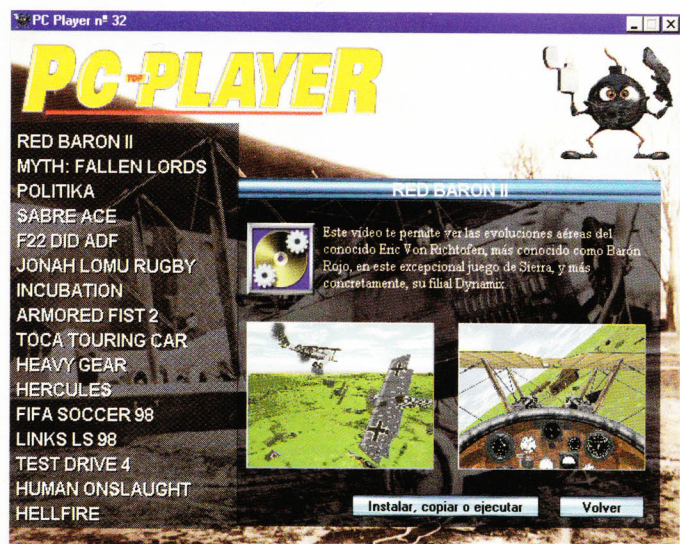 PC Player nº 32
PC TOP PLAYER
RED BARON II
MYTH: FALLEN LORDS
POLITIKA
SABRE ACE
F22 DID ADF
JONAH LOMU RUGBY
INCUBATION
ARMORED FIST 2
TOCA TOURING CAR
HEAVY GEAR
HERCULES
FIFA SOCCER 98
LINKS LS 98
TEST DRIVE 4
HUMAN ONSLAUGHT
HELLFIRE
RED BARON II
Este vídeo te permite ver las evoluciones aéreas del
conocido Eric Von Richtofen, más conocido como Barón
Rojo, en este excepcional juego de Sierra, y más
concretamente, su filial Dynamix.
Instalar, copiar o ejecutar
Volver